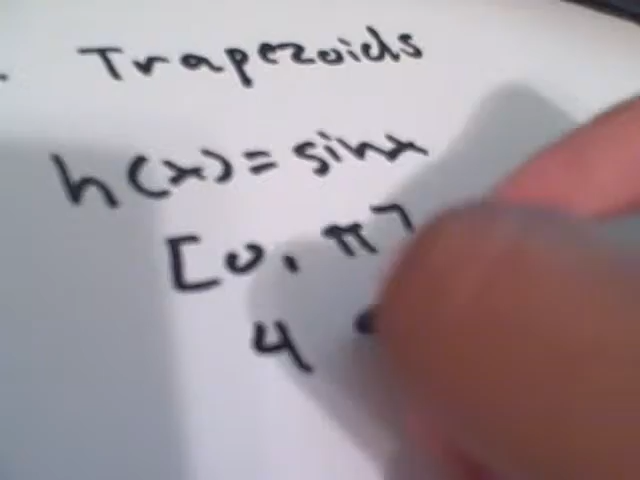 Trapezoids
h(x) = sinx
[0, π]
4